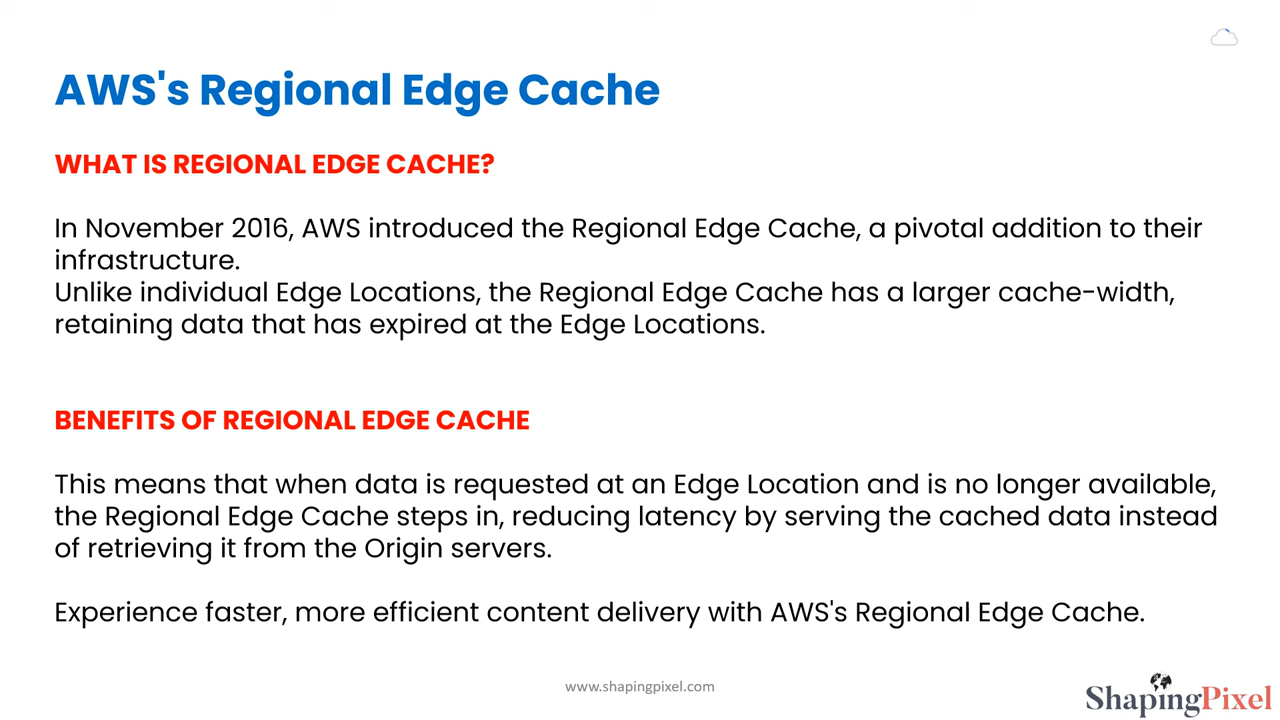 AWS's Regional Edge Cache
WHAT IS REGIONAL EDGE CACHE?
In November 2016, AWS introduced the Regional Edge Cache, a pivotal addition to their
infrastructure.
Unlike individual Edge Locations, the Regional Edge Cache has a larger cache-width,
retaining data that has expired at the Edge Locations.
BENEFITS OF REGIONAL EDGE CACHE
This means that when data is requested at an Edge Location and is no longer available,
the Regional Edge Cache steps in, reducing latency by serving the cached data instead
of retrieving it from the Origin servers.
Experience faster, more efficient content delivery with AWS's Regional Edge Cache.
www.shapingpixel.com
ShapingPixel